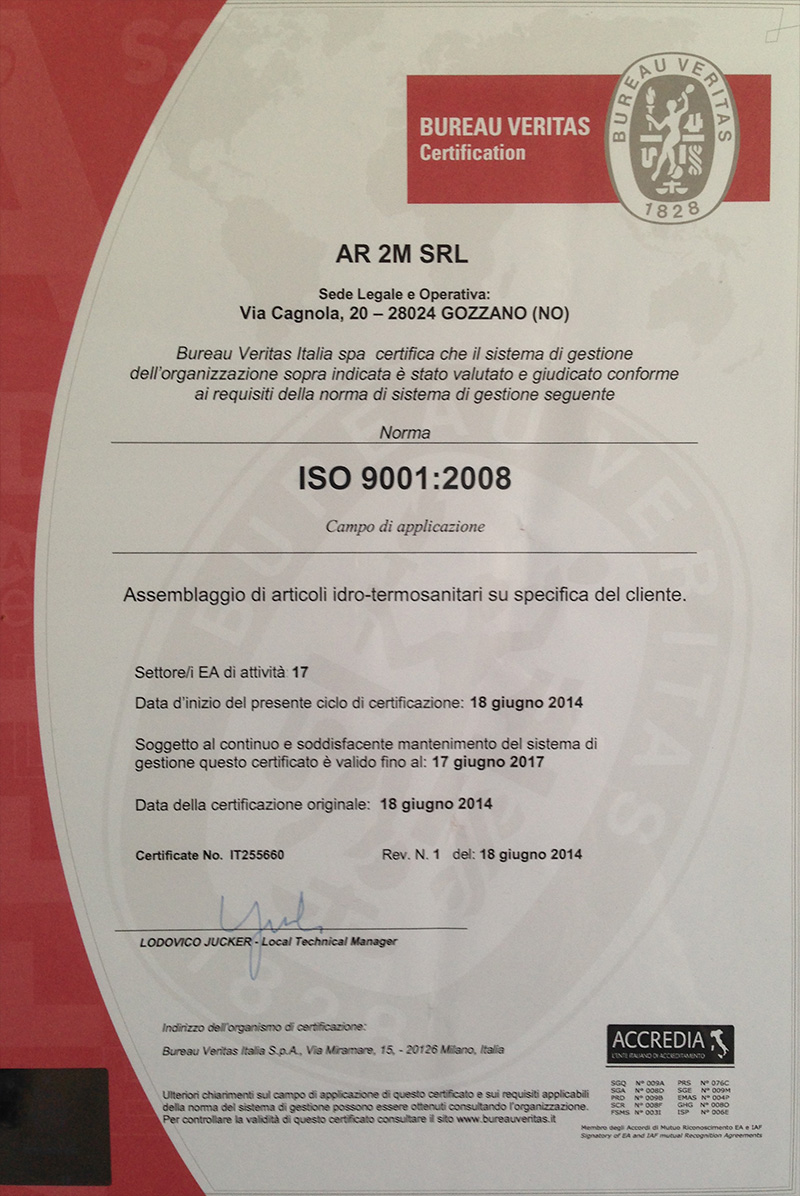 BUREAU VERITAS
Certification
BUREAU VERITAS
1828
AR 2M SRL
Sede Legale e Operativa:
Via Cagnola, 20 – 28024 GOZZANO (NO)
Bureau Veritas Italia spa certifica che il sistema di gestione
dell'organizzazione sopra indicata è stato valutato e giudicato conforme
ai requisiti della norma di sistema di gestione seguente
Norma
ISO 9001:2008
Campo di applicazione
Assemblaggio di articoli idro-termosanitari su specifica del cliente.
Settore/i EA di attività 17
Data d'inizio del presente ciclo di certificazione: 18 giugno 2014
Soggetto al continuo e soddisfacente mantenimento del sistema di
gestione questo certificato è valido fino al: 17 giugno 2017
Data della certificazione originale: 18 giugno 2014
Certificate No. IT255660 Rev. N. 1 del: 18 giugno 2014
LODOVICO JUCKER - Local Technical Manager
Indirizzo dell'organismo di certificazione:
Bureau Veritas Italia S.p.A., Via Miramare, 15, - 20126 Milano, Italia
Ulteriori chiarimenti sul campo di applicazione di questo certificato e sui requisiti applicabili
della norma del sistema di gestione possono essere ottenuti consultando l'organizzazione.
Per controllare la validità di questo certificato consultare il sito www.bureauveritas.it
ACCREDIA
L'ENTE ITALIANO DI ACCREDITAMENTO
SGQ N° 009A PRS N° 076C
SGA N° 008D SGE N° 009M
PRD N° 009B EMAS N° 004P
SCR N° 008F GHG N° 008O
FSMS N° 003I ISP N° 006E
Membro degli Accordi di Mutuo Riconoscimento EA e IAF
Signatory of EA and IAF mutual Recognition Agreements